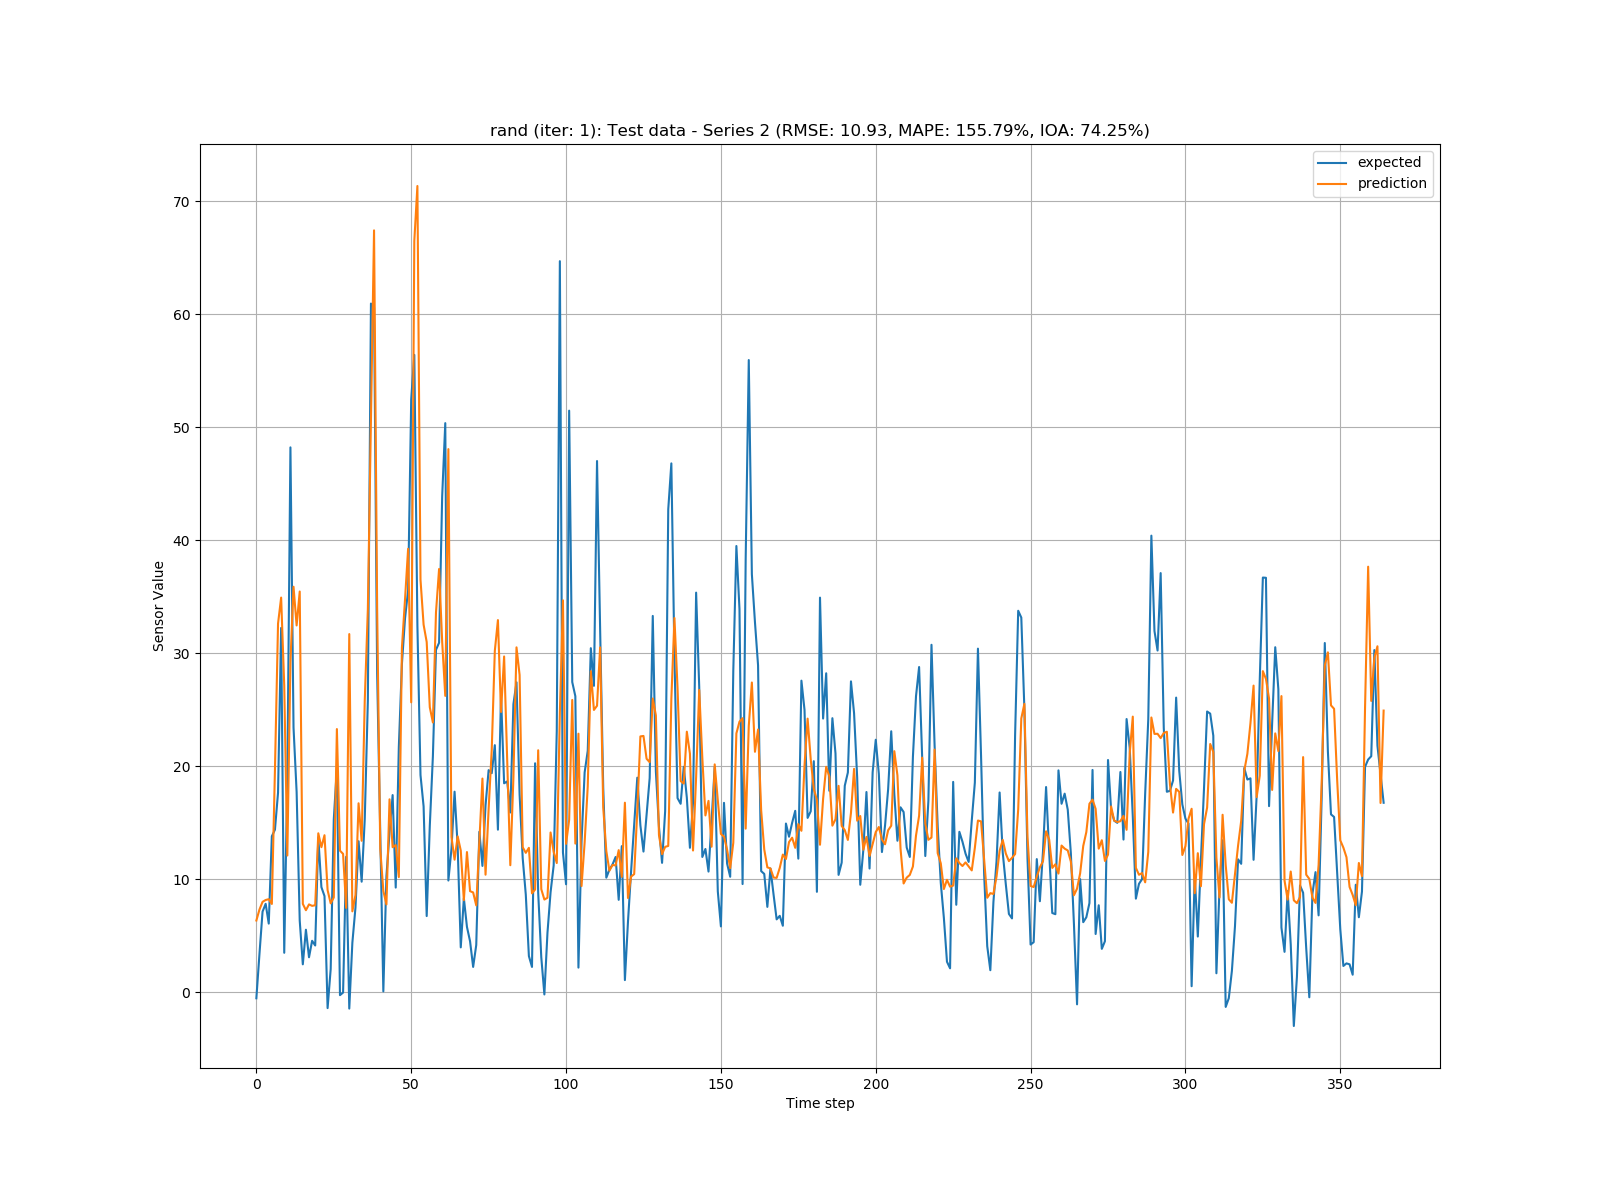 rand (iter: 1): Test data - Series 2 (RMSE: 10.93, MAPE: 155.79%, IOA: 74.25%)
expected
prediction
70
60
50
40
30
20
10
0
Sensor Value
0 50 100 150 200 250 300 350
Time step